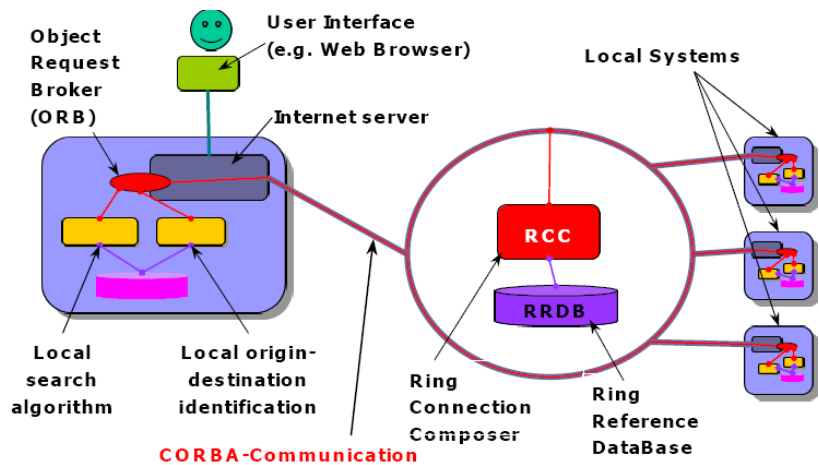 Object
Request
Broker
(ORB)
User Interface
(e.g. Web Browser)
Internet server
Local Systems
RCC
RRDB
Local
search
algorithm
Local origin-
destination
identification
Ring
Connection
Composer
Ring
Reference
DataBase
CORBA-Communication